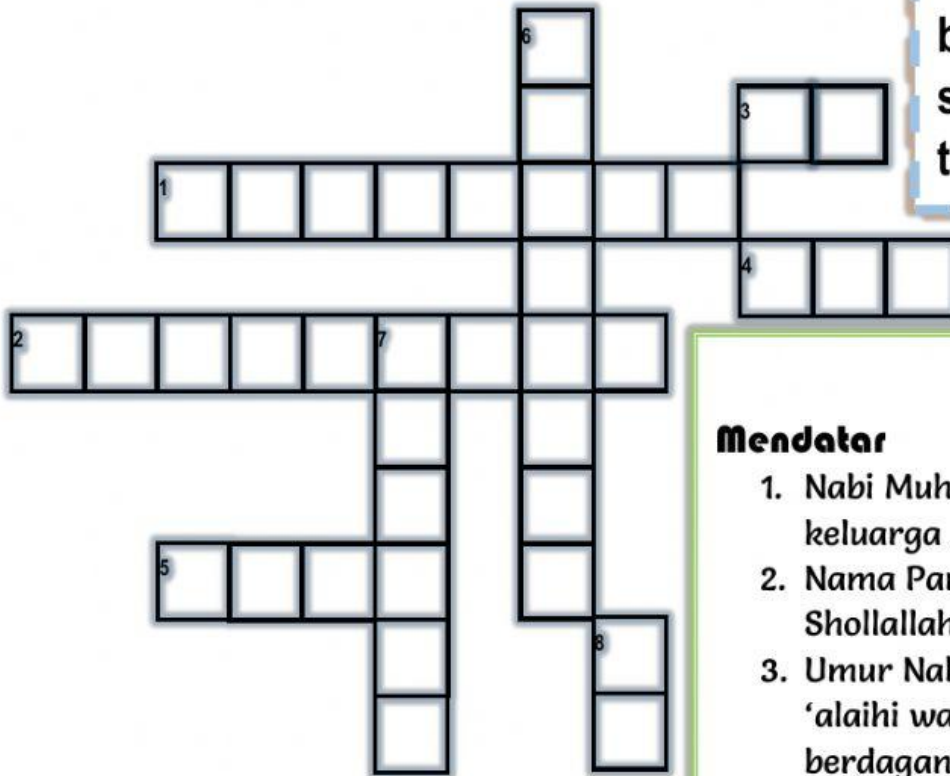 6
b
s
3
t
1
4
2
7
Mendatar
1. Nabi Muh
keluarga
2. Nama Pa
Shollallah
5
3. Umur Na
'alaihi wa
berdagan
8